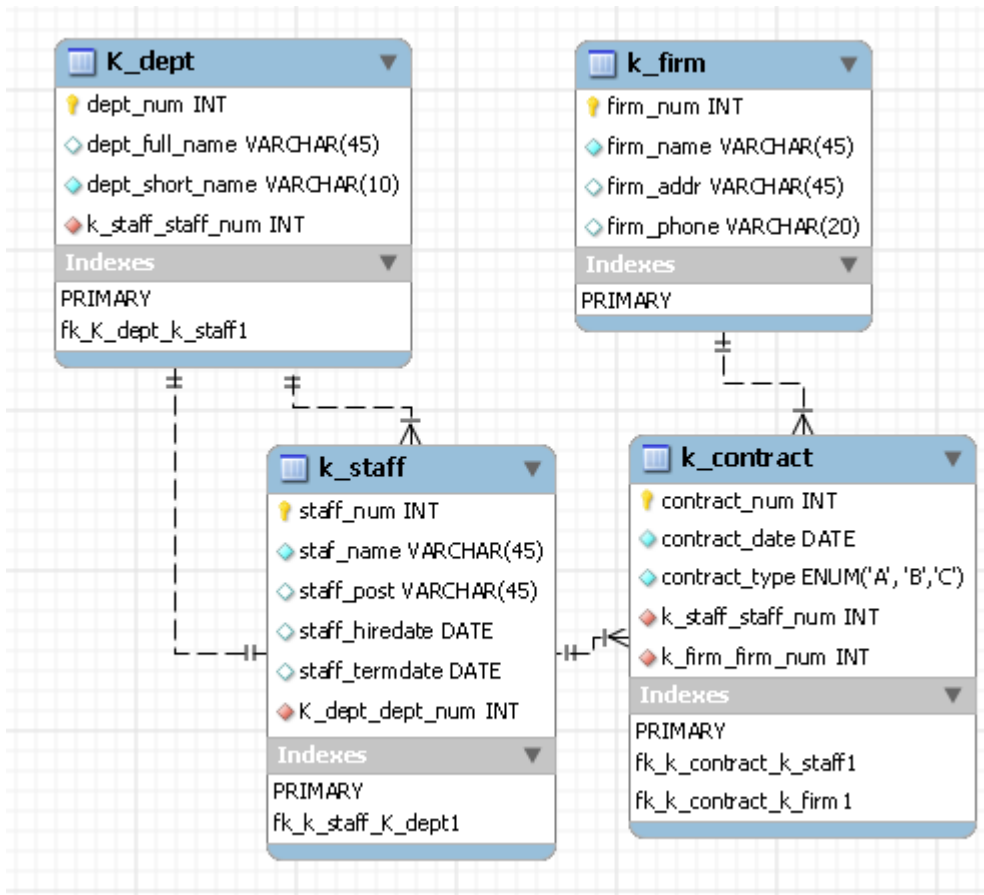 K_dept
dept_num INT
dept_full_name VARCHAR(45)
dept_short_name VARCHAR(10)
k_staff_staff_num INT
Indexes
PRIMARY
fk_K_dept_k_staff1
k_firm
firm_num INT
firm_name VARCHAR(45)
firm_addr VARCHAR(45)
firm_phone VARCHAR(20)
Indexes
PRIMARY
k_staff
staff_num INT
staf_name VARCHAR(45)
staff_post VARCHAR(45)
staff_hiredate DATE
staff_termdate DATE
K_dept_dept_num INT
Indexes
PRIMARY
fk_k_staff_K_dept1
k_contract
contract_num INT
contract_date DATE
contract_type ENUM('A', 'B','C')
k_staff_staff_num INT
k_firm_firm_num INT
Indexes
PRIMARY
fk_k_contract_k_staff1
fk_k_contract_k_firm1